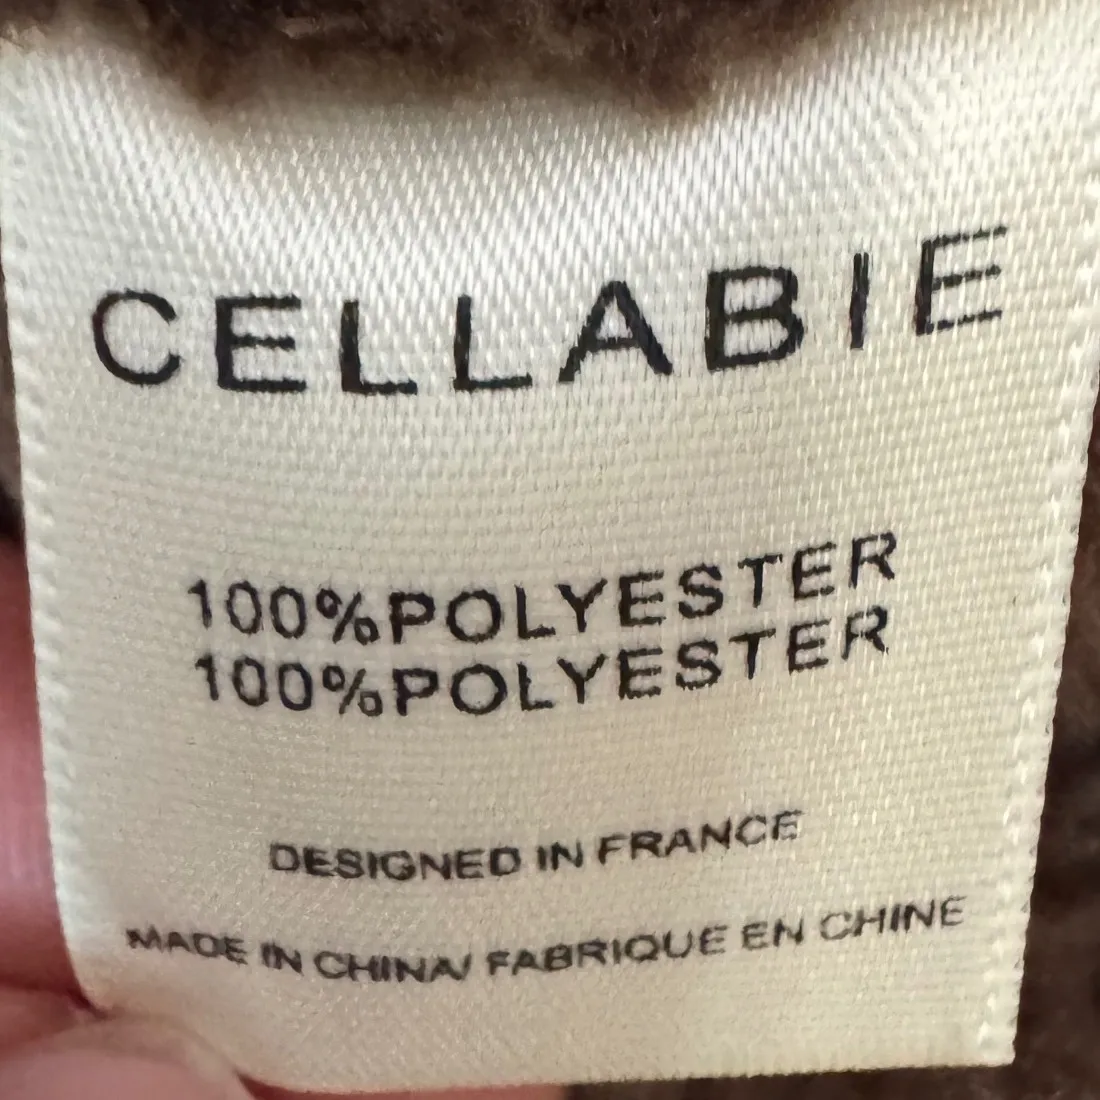 CELLABIE
100%POLYESTER
100%POLYESTER
DESIGNED IN FRANCE
MADE IN CHINA/ FABRIQUE EN CHINE